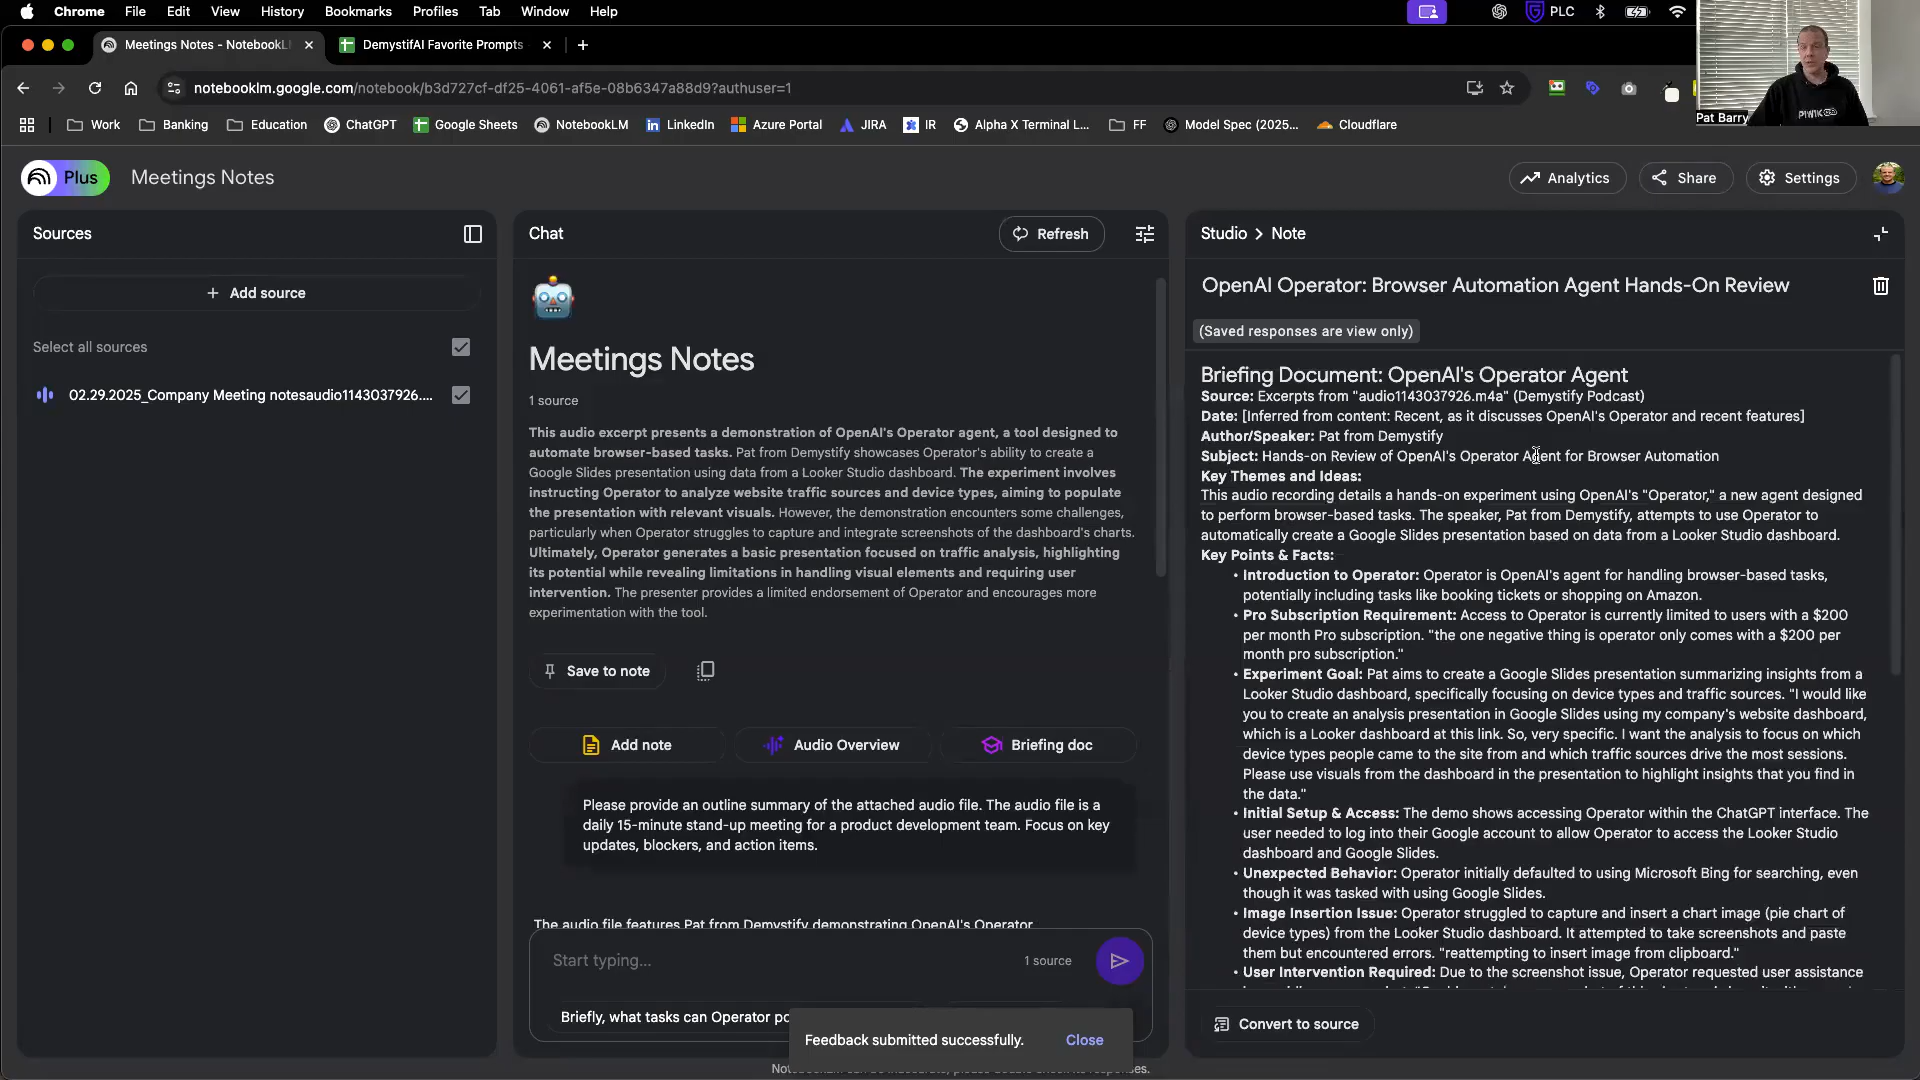 Chrome File Edit View History Bookmarks Profiles Tab Window Help PLC
Meetings Notes - NotebookL
DemystifAI Favorite Prompts
notebooklm.google.com/notebook/b3d727cf-df25-4061-af5e-08b6347a88d9?authuser=1
Work Banking Education ChatGPT Google Sheets NotebookLM LinkedIn Azure Portal JIRA IR Alpha X Terminal L... FF Model Spec (2025... Cloudflare
Pat Barry
Plus Meetings Notes Analytics Share Settings
Sources
Add source
Select all sources
02.29.2025_Company Meeting notesaudio1143037926....
Chat Refresh
Meetings Notes
1 source
This audio excerpt presents a demonstration of OpenAI's Operator agent, a tool designed to
automate browser-based tasks. Pat from Demystify showcases Operator's ability to create a
Google Slides presentation using data from a Looker Studio dashboard. The experiment involves
instructing Operator to analyze website traffic sources and device types, aiming to populate
the presentation with relevant visuals. However, the demonstration encounters some challenges,
particularly when Operator struggles to capture and integrate screenshots of the dashboard's charts.
Ultimately, Operator generates a basic presentation focused on traffic analysis, highlighting
its potential while revealing limitations in handling visual elements and requiring user
intervention. The presenter provides a limited endorsement of Operator and encourages more
experimentation with the tool.
Save to note
Add note Audio Overview Briefing doc
Please provide an outline summary of the attached audio file. The audio file is a
daily 15-minute stand-up meeting for a product development team. Focus on key
updates, blockers, and action items.
The audio file features Pat from Demystify demonstrating OpenAI's Operator
Start typing... 1 source
Briefly, what tasks can Operator po
Feedback submitted successfully. Close
Studio > Note
OpenAI Operator: Browser Automation Agent Hands-On Review
(Saved responses are view only)
Briefing Document: OpenAI's Operator Agent
Source: Excerpts from "audio1143037926.m4a" (Demystify Podcast)
Date: [Inferred from content: Recent, as it discusses OpenAI's Operator and recent features]
Author/Speaker: Pat from Demystify
Subject: Hands-on Review of OpenAI's Operator Agent for Browser Automation
Key Themes and Ideas:
This audio recording details a hands-on experiment using OpenAI's "Operator," a new agent designed
to perform browser-based tasks. The speaker, Pat from Demystify, attempts to use Operator to
automatically create a Google Slides presentation based on data from a Looker Studio dashboard.
Key Points & Facts:
• Introduction to Operator: Operator is OpenAI's agent for handling browser-based tasks,
potentially including tasks like booking tickets or shopping on Amazon.
• Pro Subscription Requirement: Access to Operator is currently limited to users with a $200
per month Pro subscription. "the one negative thing is operator only comes with a $200 per
month pro subscription."
• Experiment Goal: Pat aims to create a Google Slides presentation summarizing insights from a
Looker Studio dashboard, specifically focusing on device types and traffic sources. "I would like
you to create an analysis presentation in Google Slides using my company's website dashboard,
which is a Looker dashboard at this link. So, very specific. I want the analysis to focus on which
device types people came to the site from and which traffic sources drive the most sessions.
Please use visuals from the dashboard in the presentation to highlight insights that you find in
the data."
• Initial Setup & Access: The demo shows accessing Operator within the ChatGPT interface. The
user needed to log into their Google account to allow Operator to access the Looker Studio
dashboard and Google Slides.
• Unexpected Behavior: Operator initially defaulted to using Microsoft Bing for searching, even
though it was tasked with using Google Slides.
• Image Insertion Issue: Operator struggled to capture and insert a chart image (pie chart of
device types) from the Looker Studio dashboard. It attempted to take screenshots and paste
them but encountered errors. "reattempting to insert image from clipboard."
• User Intervention Required: Due to the screenshot issue, Operator requested user assistance
Convert to source